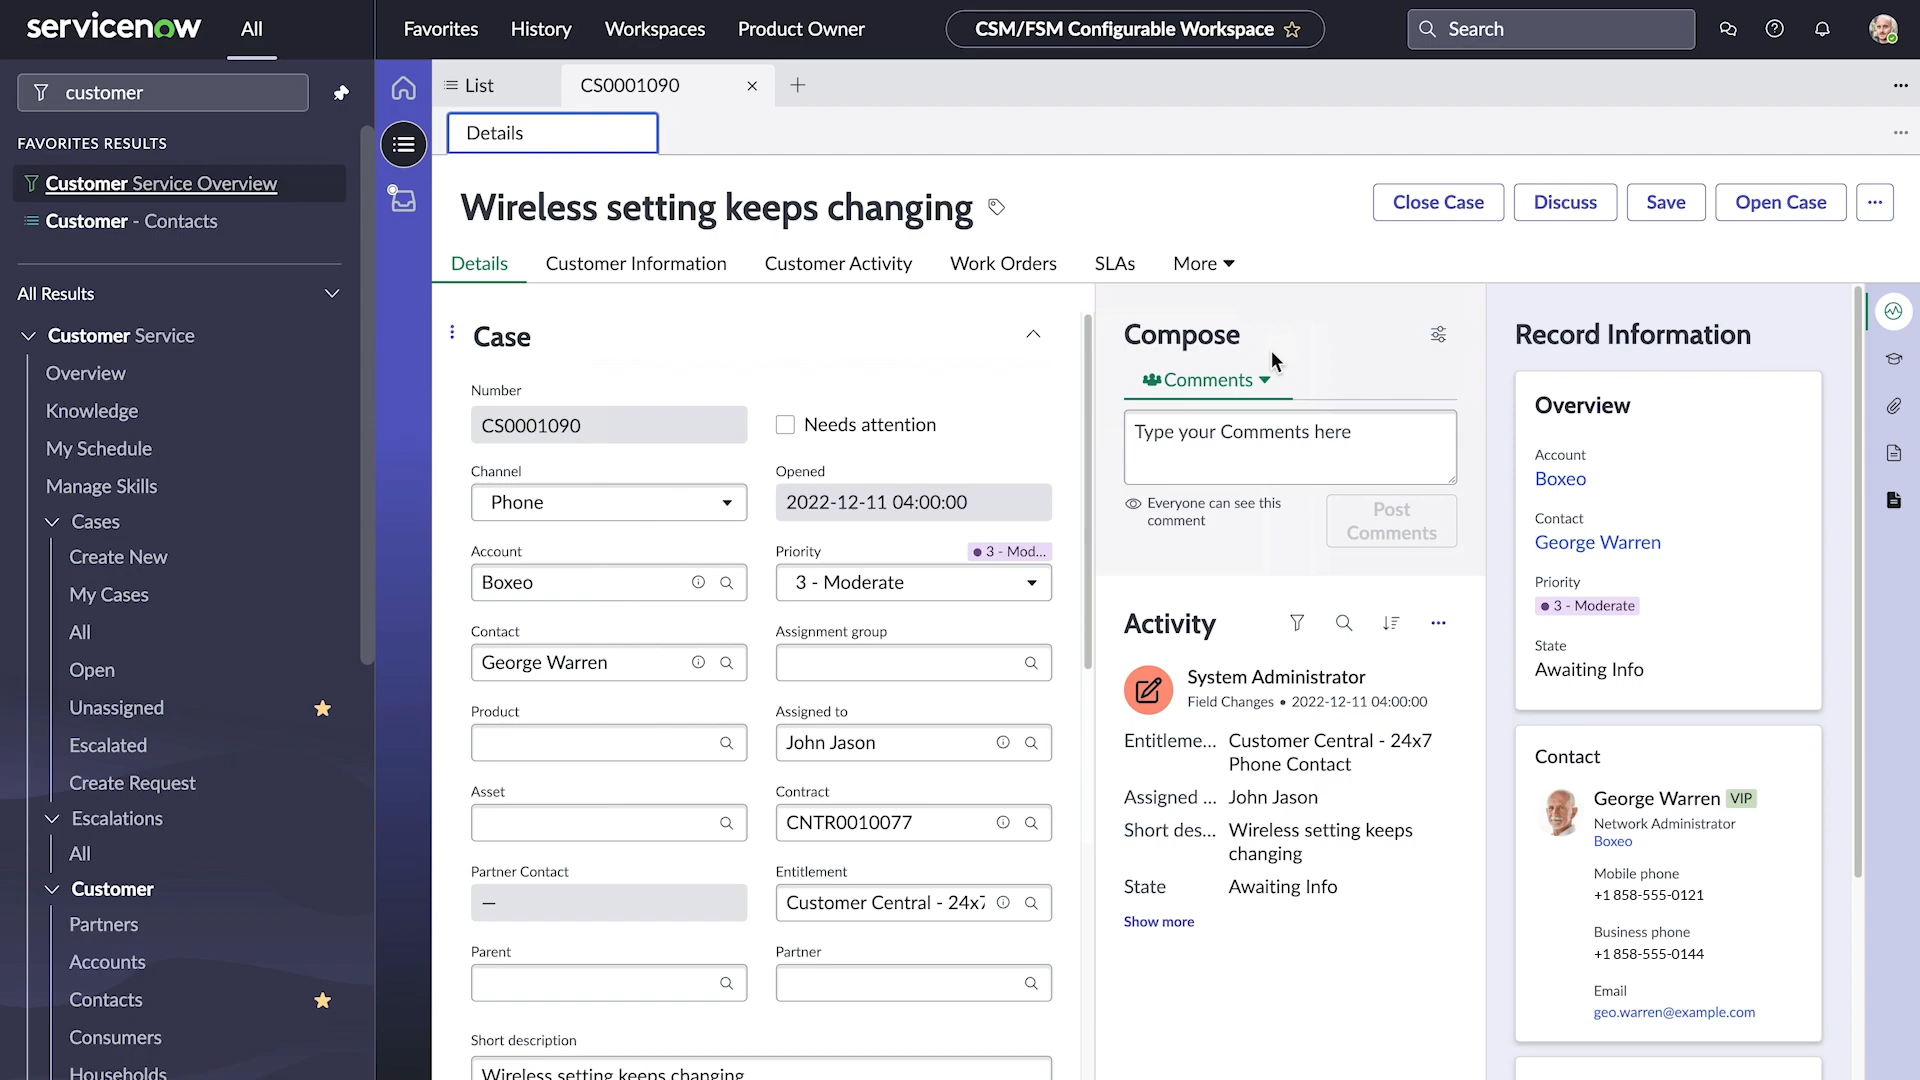 servicenow
All
Favorites
History
Workspaces
Product Owner
CSM/FSM Configurable Workspace
Search
customer
FAVORITES RESULTS
Customer Service Overview
Customer - Contacts
All Results
Customer Service
Overview
Knowledge
My Schedule
Manage Skills
Cases
Create New
My Cases
All
Open
Unassigned
Escalated
Create Request
Escalations
All
Customer
Partners
Accounts
Contacts
Consumers
Households
List
CS0001090
Details
Wireless setting keeps changing
Close Case
Discuss
Save
Open Case
Details
Customer Information
Customer Activity
Work Orders
SLAs
More
Case
Number
CS0001090
Needs attention
Channel
Phone
Opened
2022-12-11 04:00:00
Account
Boxeo
Priority
3 - Mod...
3 - Moderate
Contact
George Warren
Assignment group
Product
Assigned to
John Jason
Asset
Contract
CNTR0010077
Partner Contact
—
Entitlement
Customer Central - 24x7
Parent
Partner
Short description
Wireless setting keeps changing
Compose
Comments
Type your Comments here
Everyone can see this
comment
Post
Comments
Activity
System Administrator
Field Changes • 2022-12-11 04:00:00
Entitleme... Customer Central - 24x7
Phone Contact
Assigned ... John Jason
Short des... Wireless setting keeps
changing
State Awaiting Info
Show more
Record Information
Overview
Account
Boxeo
Contact
George Warren
Priority
3 - Moderate
State
Awaiting Info
Contact
George Warren VIP
Network Administrator
Boxeo
Mobile phone
+1 858-555-0121
Business phone
+1 858-555-0144
Email
geo.warren@example.com